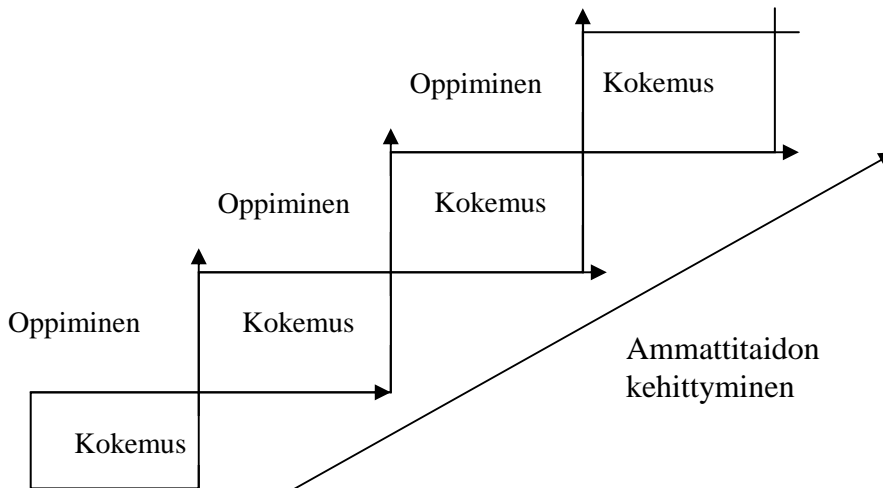 Oppiminen
Kokemus
Oppiminen
Kokemus
Oppiminen
Kokemus
Ammattitaidon
kehittyminen
Kokemus